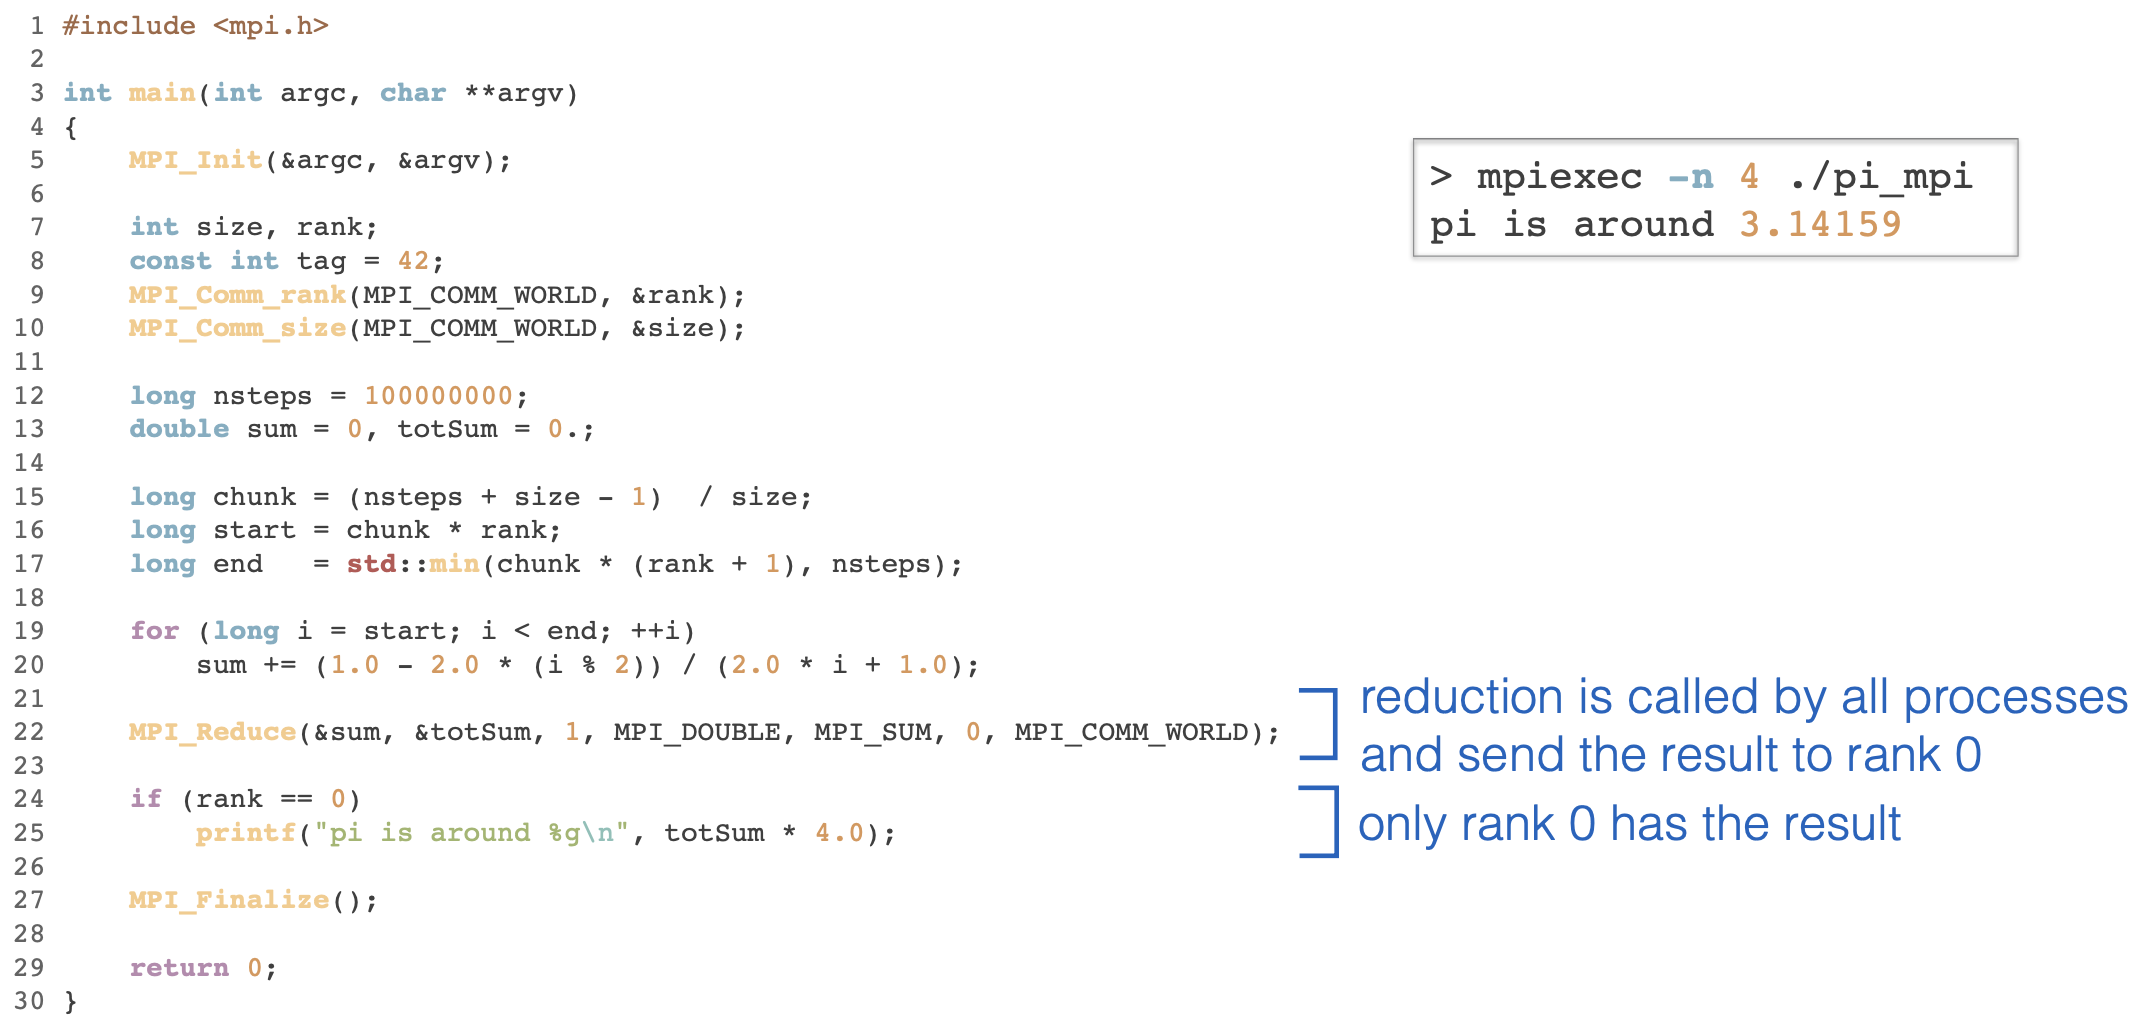 1 #include <mpi.h>
2
3 int main(int argc, char **argv)
4 {
5     MPI_Init(&argc, &argv);
6
7     int size, rank;
8     const int tag = 42;
9     MPI_Comm_rank(MPI_COMM_WORLD, &rank);
10     MPI_Comm_size(MPI_COMM_WORLD, &size);
11
12     long nsteps = 100000000;
13     double sum = 0, totSum = 0.;
14
15     long chunk = (nsteps + size - 1)  / size;
16     long start = chunk * rank;
17     long end   = std::min(chunk * (rank + 1), nsteps);
18
19     for (long i = start; i < end; ++i)
20         sum += (1.0 - 2.0 * (i % 2)) / (2.0 * i + 1.0);
21
22     MPI_Reduce(&sum, &totSum, 1, MPI_DOUBLE, MPI_SUM, 0, MPI_COMM_WORLD);
23
24     if (rank == 0)
25         printf("pi is around %g\n", totSum * 4.0);
26
27     MPI_Finalize();
28
29     return 0;
30 }
> mpiexec -n 4 ./pi_mpi
pi is around 3.14159
reduction is called by all processes
and send the result to rank 0
only rank 0 has the result